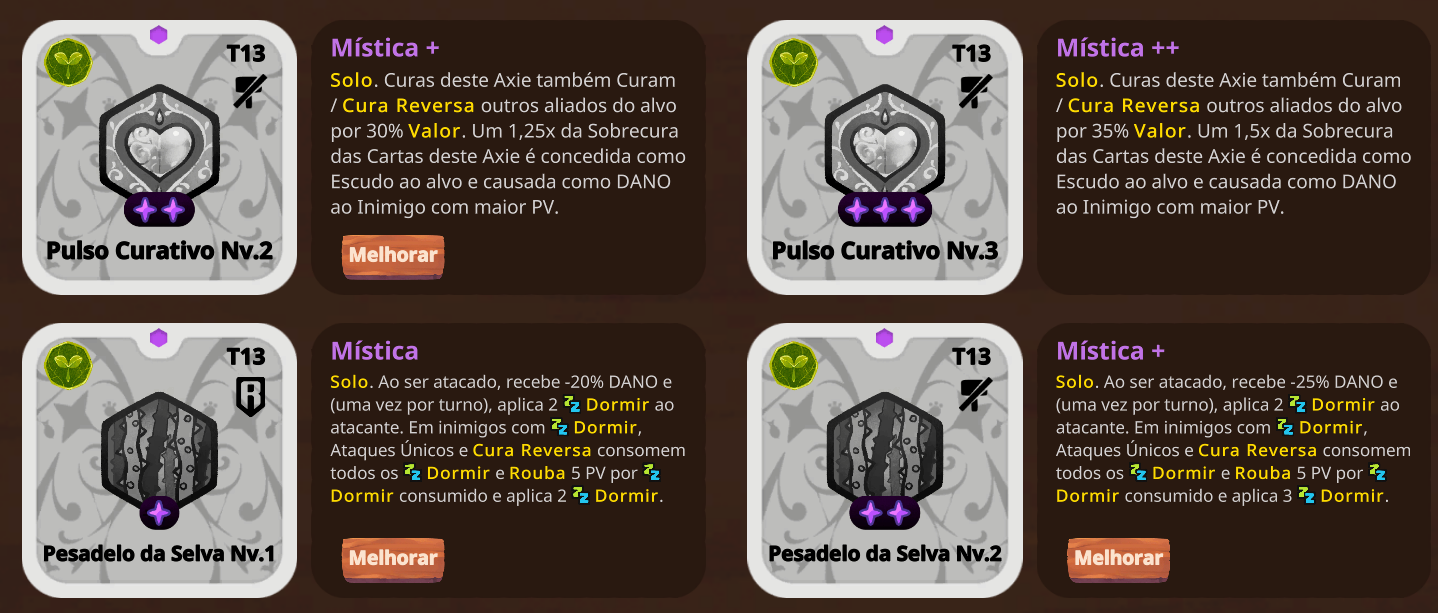 T13
Pulso Curativo Nv.2
Mística +
Solo. Curas deste Axie também Curam
/ Cura Reversa outros aliados do alvo
por 30% Valor. Um 1,25x da Sobrecura
das Cartas deste Axie é concedida como
Escudo ao alvo e causada como DANO
ao Inimigo com maior PV.
Melhorar
T13
Pulso Curativo Nv.3
Mística ++
Solo. Curas deste Axie também Curam
/ Cura Reversa outros aliados do alvo
por 35% Valor. Um 1,5x da Sobrecura
das Cartas deste Axie é concedida como
Escudo ao alvo e causada como DANO
ao Inimigo com maior PV.
T13
R
Pesadelo da Selva Nv.1
Mística
Solo. Ao ser atacado, recebe -20% DANO e
(uma vez por turno), aplica 2 Dormir ao
atacante. Em inimigos com Dormir,
Ataques Únicos e Cura Reversa consomem
todos os Dormir e Rouba 5 PV por
Dormir consumido e aplica 2 Dormir.
Melhorar
T13
Pesadelo da Selva Nv.2
Mística +
Solo. Ao ser atacado, recebe -25% DANO e
(uma vez por turno), aplica 2 Dormir ao
atacante. Em inimigos com Dormir,
Ataques Únicos e Cura Reversa consomem
todos os Dormir e Rouba 5 PV por
Dormir consumido e aplica 3 Dormir.
Melhorar